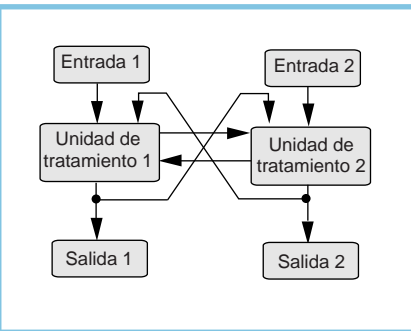 Entrada 1
Entrada 2
Unidad de
tratamiento 1
Unidad de
tratamiento 2
Salida 1
Salida 2